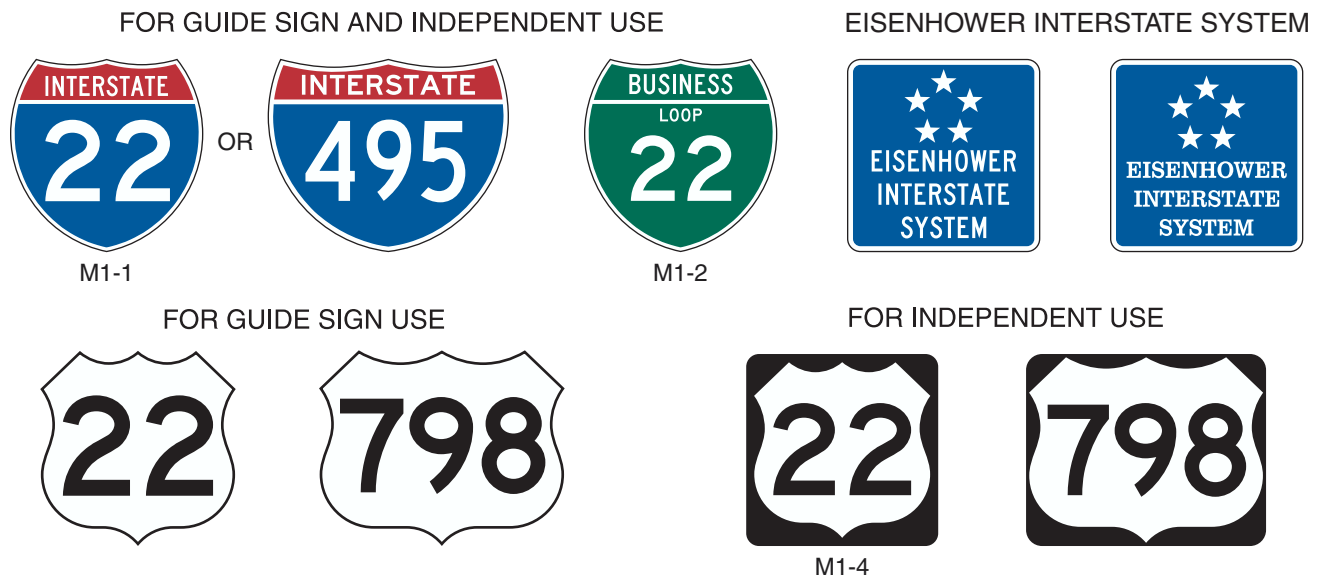 FOR GUIDE SIGN AND INDEPENDENT USE
INTERSTATE
22
OR
INTERSTATE
495
BUSINESS
LOOP
22
M1-1
M1-2
EISENHOWER INTERSTATE SYSTEM
EISENHOWER
INTERSTATE
SYSTEM
EISENHOWER
INTERSTATE
SYSTEM
FOR GUIDE SIGN USE
22
798
FOR INDEPENDENT USE
22
798
M1-4